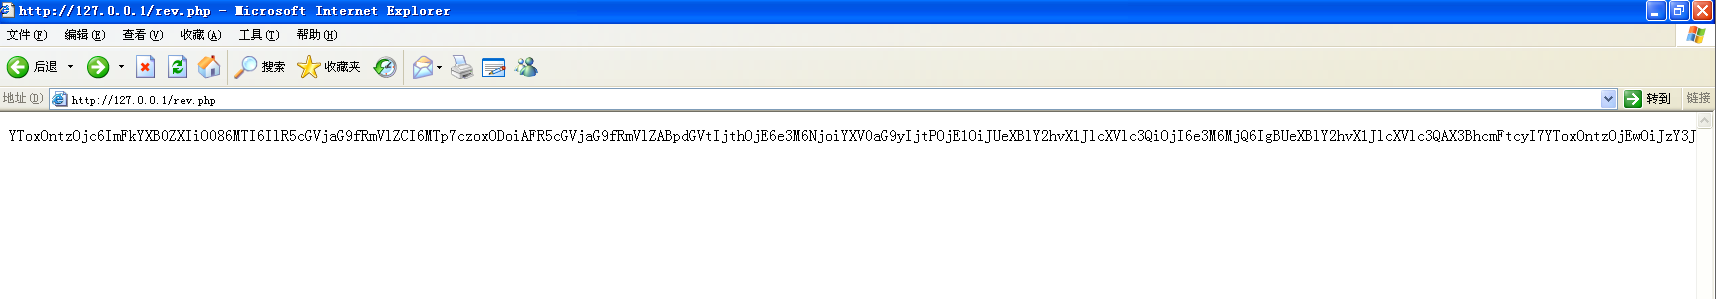 http://127.0.0.1/rev.php - Microsoft Internet Explorer
文件(F) 编辑(E) 查看(V) 收藏(A) 工具(T) 帮助(H)
后退 搜索 收藏夹
地址(D) http://127.0.0.1/rev.php 转到 链接
YToxOntzOjc6ImFkYXB0ZXIiO086MTI6IlR5cGVjaG9fRmVlZCI6MTp7czoxODoiAFR5cGVjaG9fRmVlZABpdGVtIjthOjE6e3M6NjoiYXV0aG9yIjtPOjE1OiJUeXBlY2hvX1JlcXVlc3QiOjI6e3M6MjQ6IgBUeXBlY2hvX1JlcXVlc3QAX3BhcmFtcyI7YToxOntzOjEwOiJzY3J